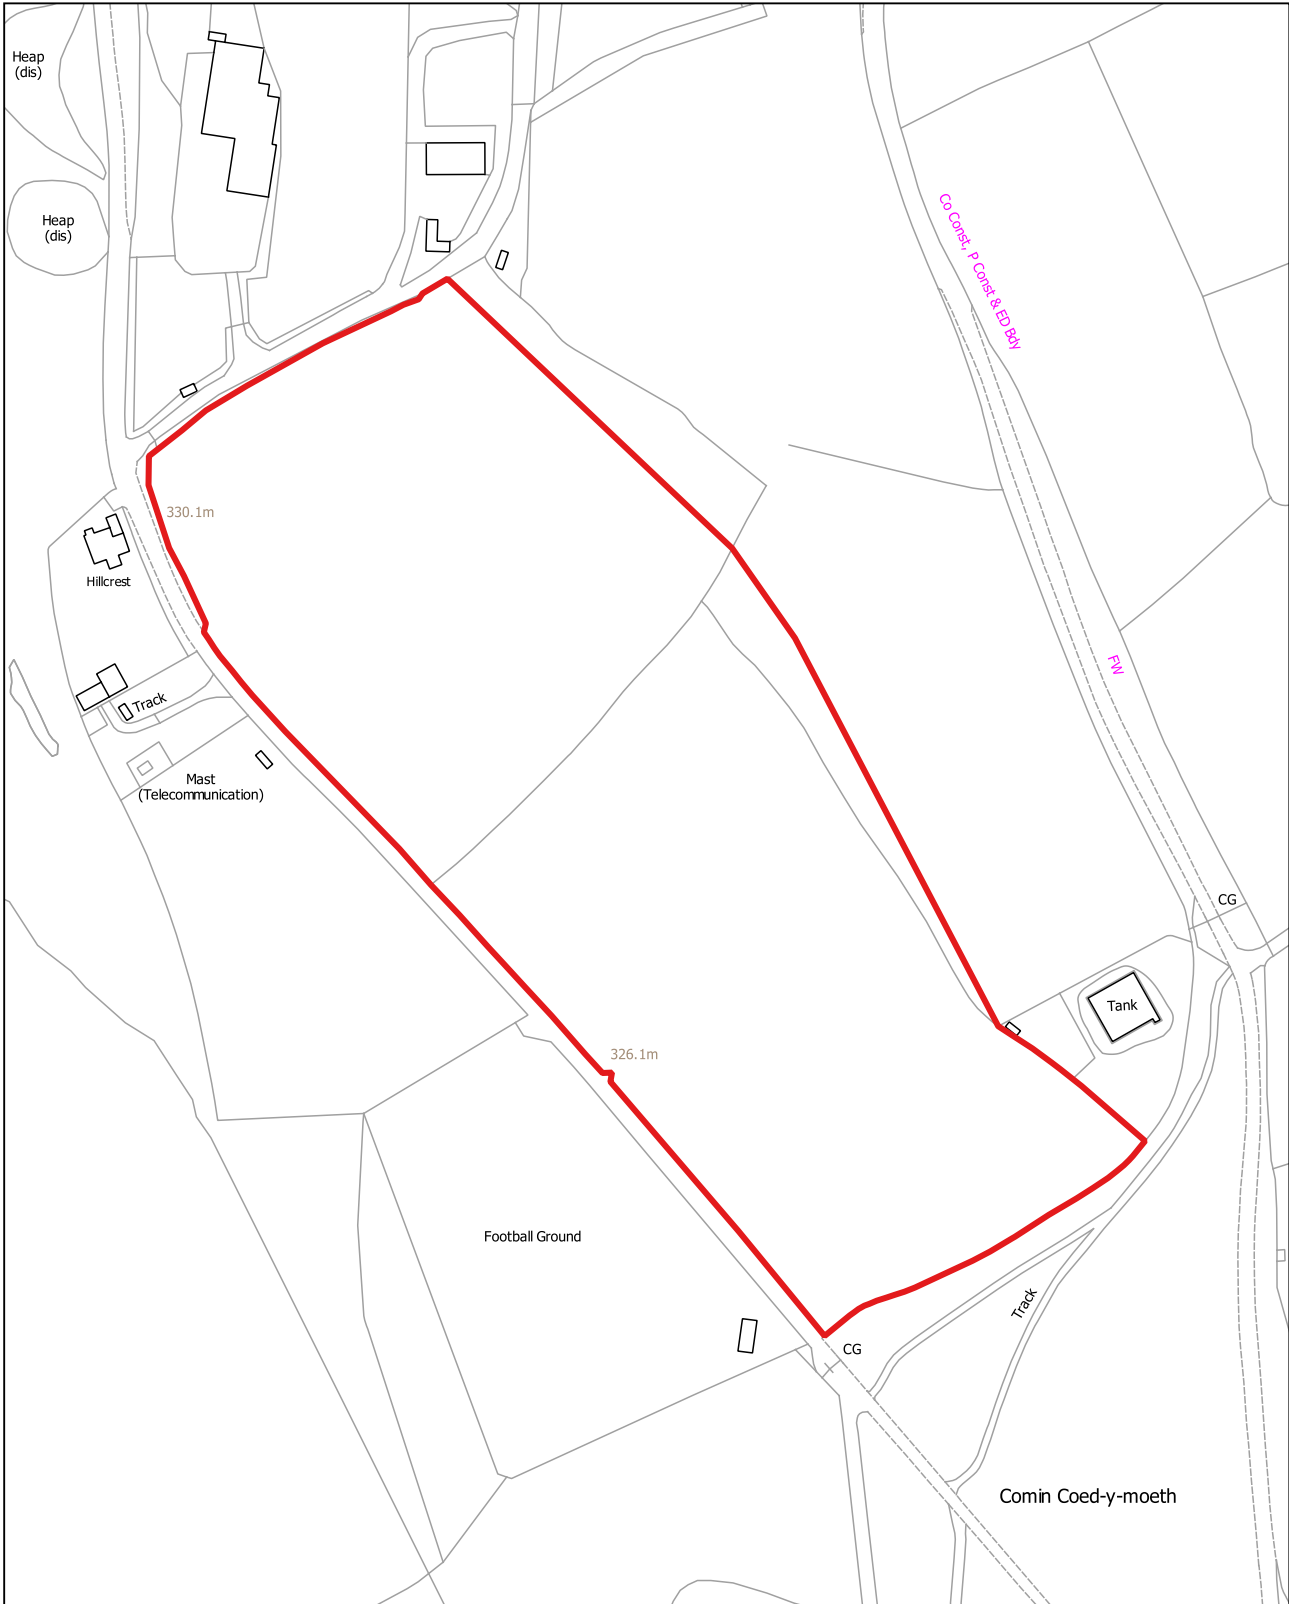 Heap
(dis)
Heap
(dis)
Co Const, P Const & ED Bdy
330.1m
Hillcrest
FW
Track
Mast
(Telecommunication)
CG
Tank
326.1m
Football Ground
Track
CG
Comin Coed-y-moeth